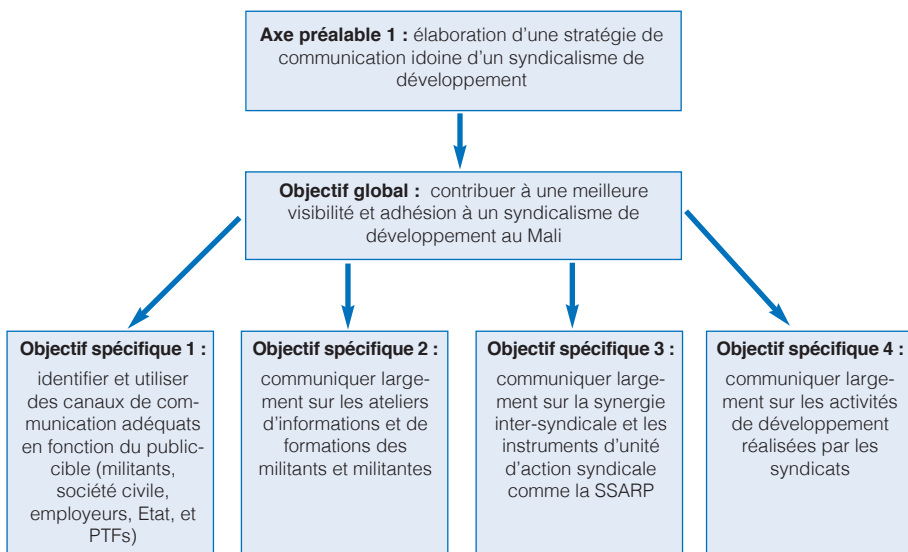 Axe préalable 1 : élaboration d'une stratégie de
communication idoine d'un syndicalisme de
développement
Objectif global : contribuer à une meilleure
visibilité et adhésion à un syndicalisme de
développement au Mali
Objectif spécifique 1 :
identifier et utiliser
des canaux de com-
munication adéquats
en fonction du public-
cible (militants,
société civile,
employeurs, Etat, et
PTFs)
Objectif spécifique 2 :
communiquer large-
ment sur les ateliers
d'informations et de
formations des
militants et militantes
Objectif spécifique 3 :
communiquer large-
ment sur la synergie
inter-syndicale et les
instruments d'unité
d'action syndicale
comme la SSARP
Objectif spécifique 4 :
communiquer large-
ment sur les activités
de développement
réalisées par les
syndicats